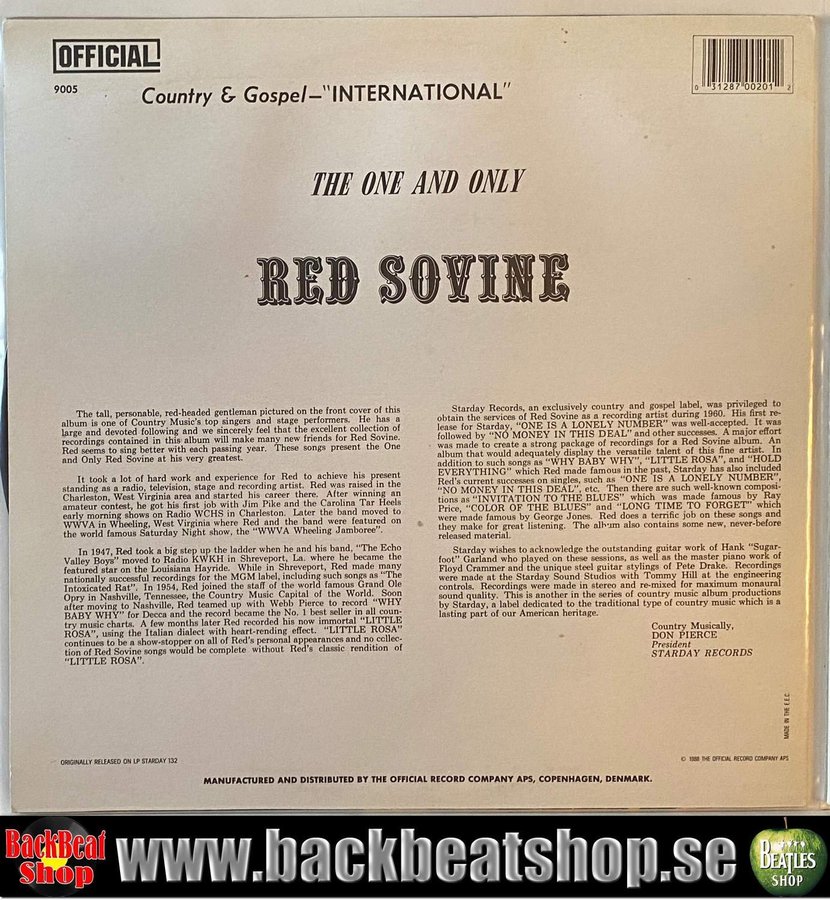 OFFICIAL
9005
Country & Gospel—"INTERNATIONAL"
0 31287 00201 2
THE ONE AND ONLY
RED SOVINE
The tall, personable, red-headed gentleman pictured on the front cover of this
album is one of Country Music's top singers and stage performers. He has a
large and devoted following and we sincerely feel that the excellent collection of
recordings contained in this album will make many new friends for Red Sovine.
Red seems to sing better with each passing year. These songs present the One
and Only Red Sovine at his very greatest.
It took a lot of hard work and experience for Red to achieve his present
standing as a radio, television, stage and recording artist. Red was raised in the
Charleston, West Virginia area and started his career there. After winning an
amateur contest, he got his first job with Jim Pike and the Carolina Tar Heels
early morning shows on Radio WCHS in Charleston. Later the band moved to
WWVA in Wheeling, West Virginia where Red and the band were featured on
the world famous Saturday Night show, the "WWVA Wheeling Jamboree".
In 1947, Red took a big step up the ladder when he and his band, "The Echo
Valley Boys" moved to Radio KWKH in Shreveport, La. where he became the
featured star on the Louisiana Hayride. While in Shreveport, Red made many
nationally successful recordings for the MGM label, including such songs as "The
Intoxicated Rat". In 1954, Red joined the staff of the world famous Grand Ole
Opry in Nashville, Tennessee, the Country Music Capital of the World. Soon
after moving to Nashville, Red teamed up with Webb Pierce to record "WHY
BABY WHY" for Decca and the record became the No. 1 best seller in all coun-
try music charts. A few months later Red recorded his now immortal "LITTLE
ROSA", using the Italian dialect with heart-rending effect. "LITTLE ROSA"
continues to be a show-stopper on all of Red's personal appearances and no collec-
tion of Red Sovine songs would be complete without Red's classic rendition of
"LITTLE ROSA".
Starday Records, an exclusively country and gospel label, was privileged to
obtain the services of Red Sovine as a recording artist during 1960. His first re-
lease for Starday, "ONE IS A LONELY NUMBER" was well-accepted. It was
followed by "NO MONEY IN THIS DEAL" and other successes. A major effort
was made to create a strong package of recordings for a Red Sovine album. An
album that would adequately display the versatile talent of this fine artist. In
addition to such songs as "WHY BABY WHY", "LITTLE ROSA", and "HOLD
EVERYTHING" which Red made famous in the past, Starday has also included
Red's current successes on singles, such as "ONE IS A LONELY NUMBER",
"NO MONEY IN THIS DEAL", etc. Then there are such well-known composi-
tions as "INVITATION TO THE BLUES" which was made famous by Ray
Price, "COLOR OF THE BLUES" and "LONG TIME TO FORGET" which
were made famous by George Jones. Red does a terrific job on these songs and
they make for great listening. The album also contains some new, never-before
released material.
Starday wishes to acknowledge the outstanding guitar work of Hank "Sugar-
foot" Garland who played on these sessions, as well as the master piano work of
Floyd Crammer and the unique steel guitar stylings of Pete Drake. Recordings
were made at the Starday Sound Studios with Tommy Hill at the engineering
controls. Recordings were made in stereo and re-mixed for maximum monaural
sound quality. This is another in the series of country music album productions
by Starday, a label dedicated to the traditional type of country music which is a
lasting part of our American heritage.
Country Musically,
DON PIERCE
President
STARDAY RECORDS
MADE IN THE E.E.C.
ORIGINALLY RELEASED ON LP STARDAY 132
© 1988 THE OFFICIAL RECORD COMPANY APS
MANUFACTURED AND DISTRIBUTED BY THE OFFICIAL RECORD COMPANY APS, COPENHAGEN, DENMARK.
BackBeat
Shop
www.backbeatshop.se
BEATLES
SHOP